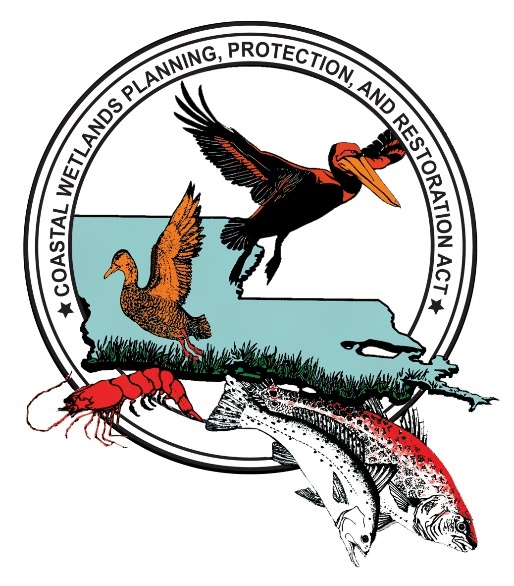 ★ COASTAL WETLANDS PLANNING, PROTECTION, AND RESTORATION ACT ★